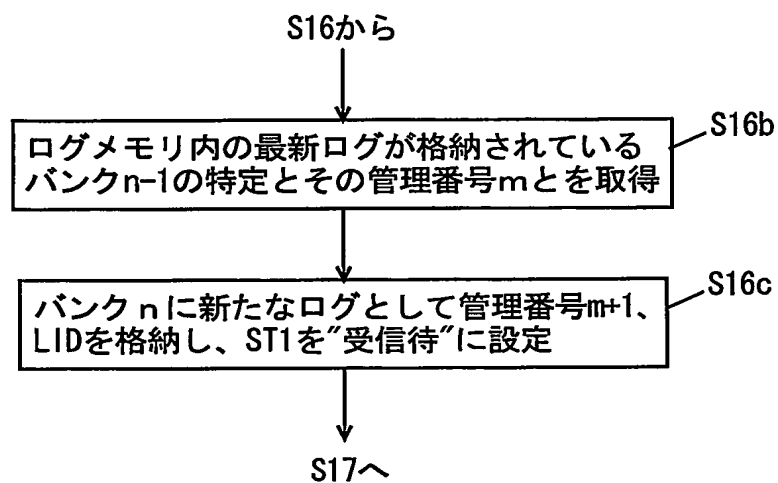 S16から
S16b
ログメモリ内の最新ログが格納されている
バンクn-1の特定とその管理番号mとを取得
S16c
バンクnに新たなログとして管理番号m+1、
LIDを格納し、ST1を"受信待"に設定
S17へ